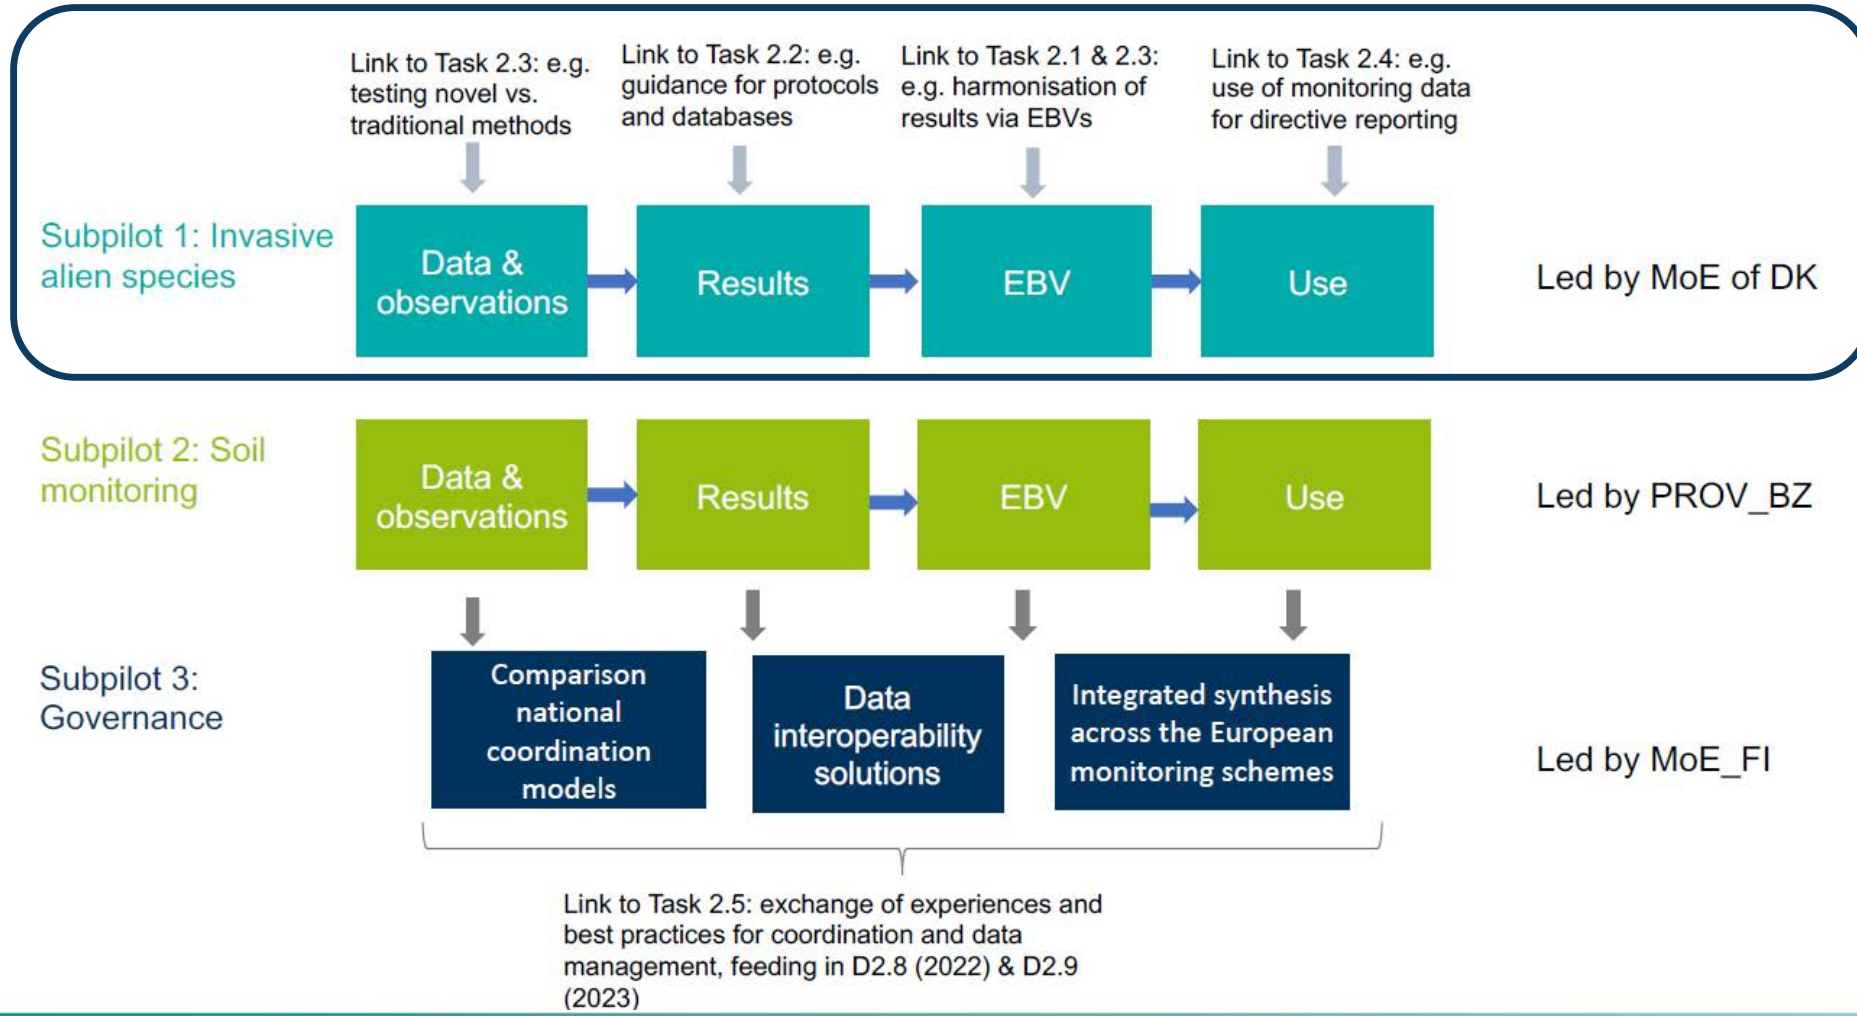 Link to Task 2.3: e.g.
testing novel vs.
traditional methods
Link to Task 2.2: e.g.
guidance for protocols
and databases
Link to Task 2.1 & 2.3:
e.g. harmonisation of
results via EBVs
Link to Task 2.4: e.g.
use of monitoring data
for directive reporting
Subpilot 1: Invasive
alien species
Data &
observations
Results
EBV
Use
Led by MoE of DK
Subpilot 2: Soil
monitoring
Data &
observations
Results
EBV
Use
Led by PROV_BZ
Subpilot 3:
Governance
Comparison
national
coordination
models
Data
interoperability
solutions
Integrated synthesis
across the European
monitoring schemes
Led by MoE_FI
Link to Task 2.5: exchange of experiences and
best practices for coordination and data
management, feeding in D2.8 (2022) & D2.9
(2023)